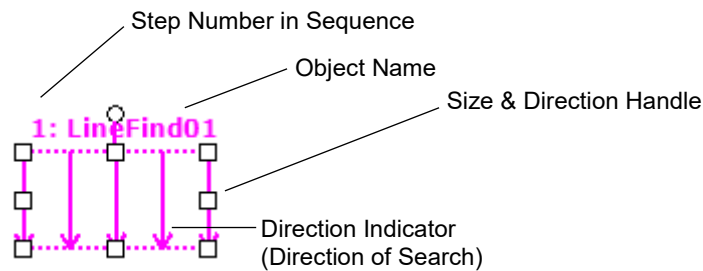 Step Number in Sequence
Object Name
Size & Direction Handle
1: LineFind01
Direction Indicator
(Direction of Search)